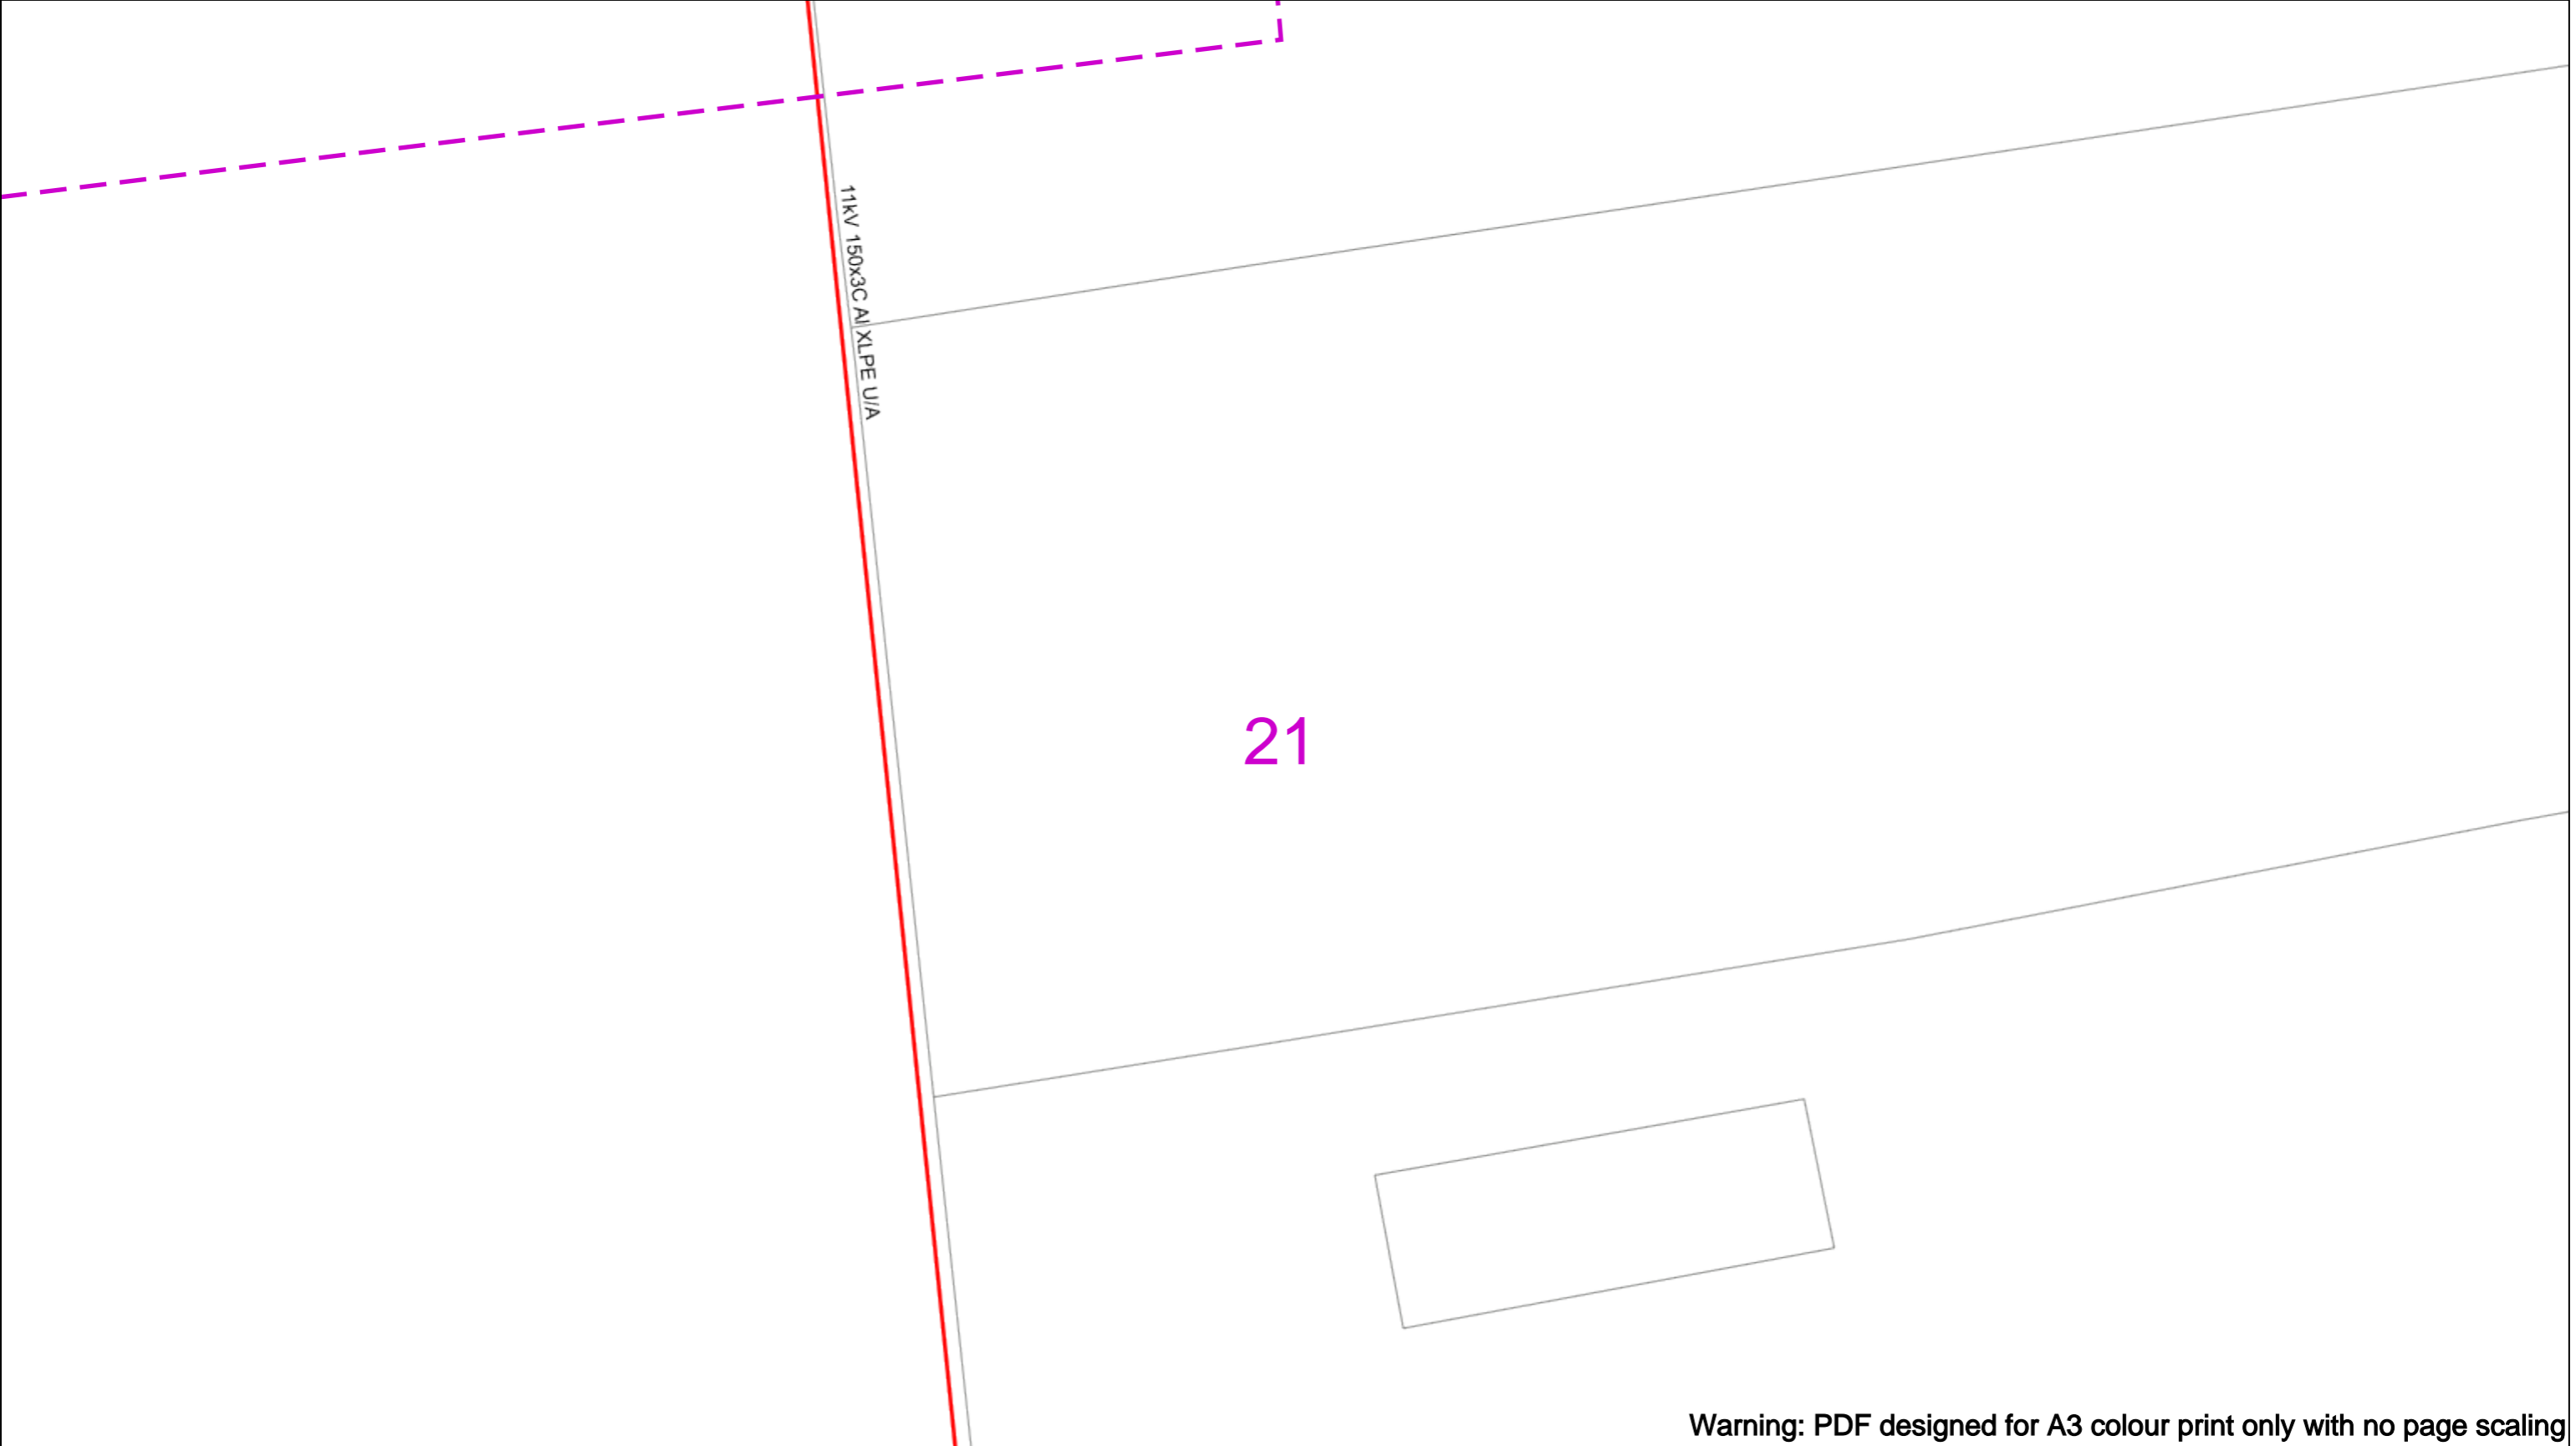 11kV 150x3C Al XLPE U/A
21
Warning: PDF designed for A3 colour print only with no page scaling